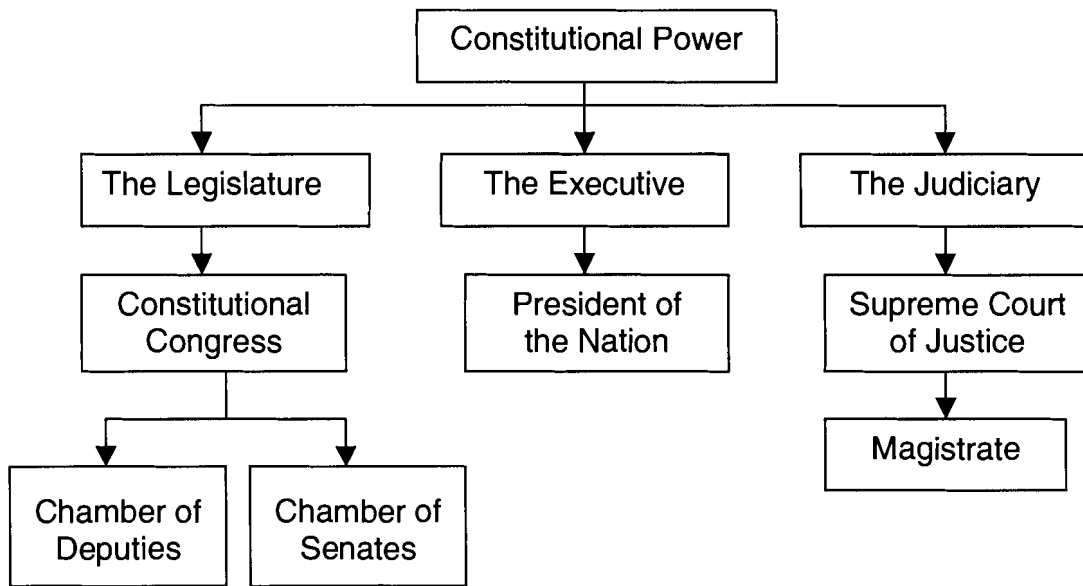 Constitutional Power
The Legislature
The Executive
The Judiciary
Constitutional
Congress
President of
the Nation
Supreme Court
of Justice
Magistrate
Chamber of
Deputies
Chamber of
Senates